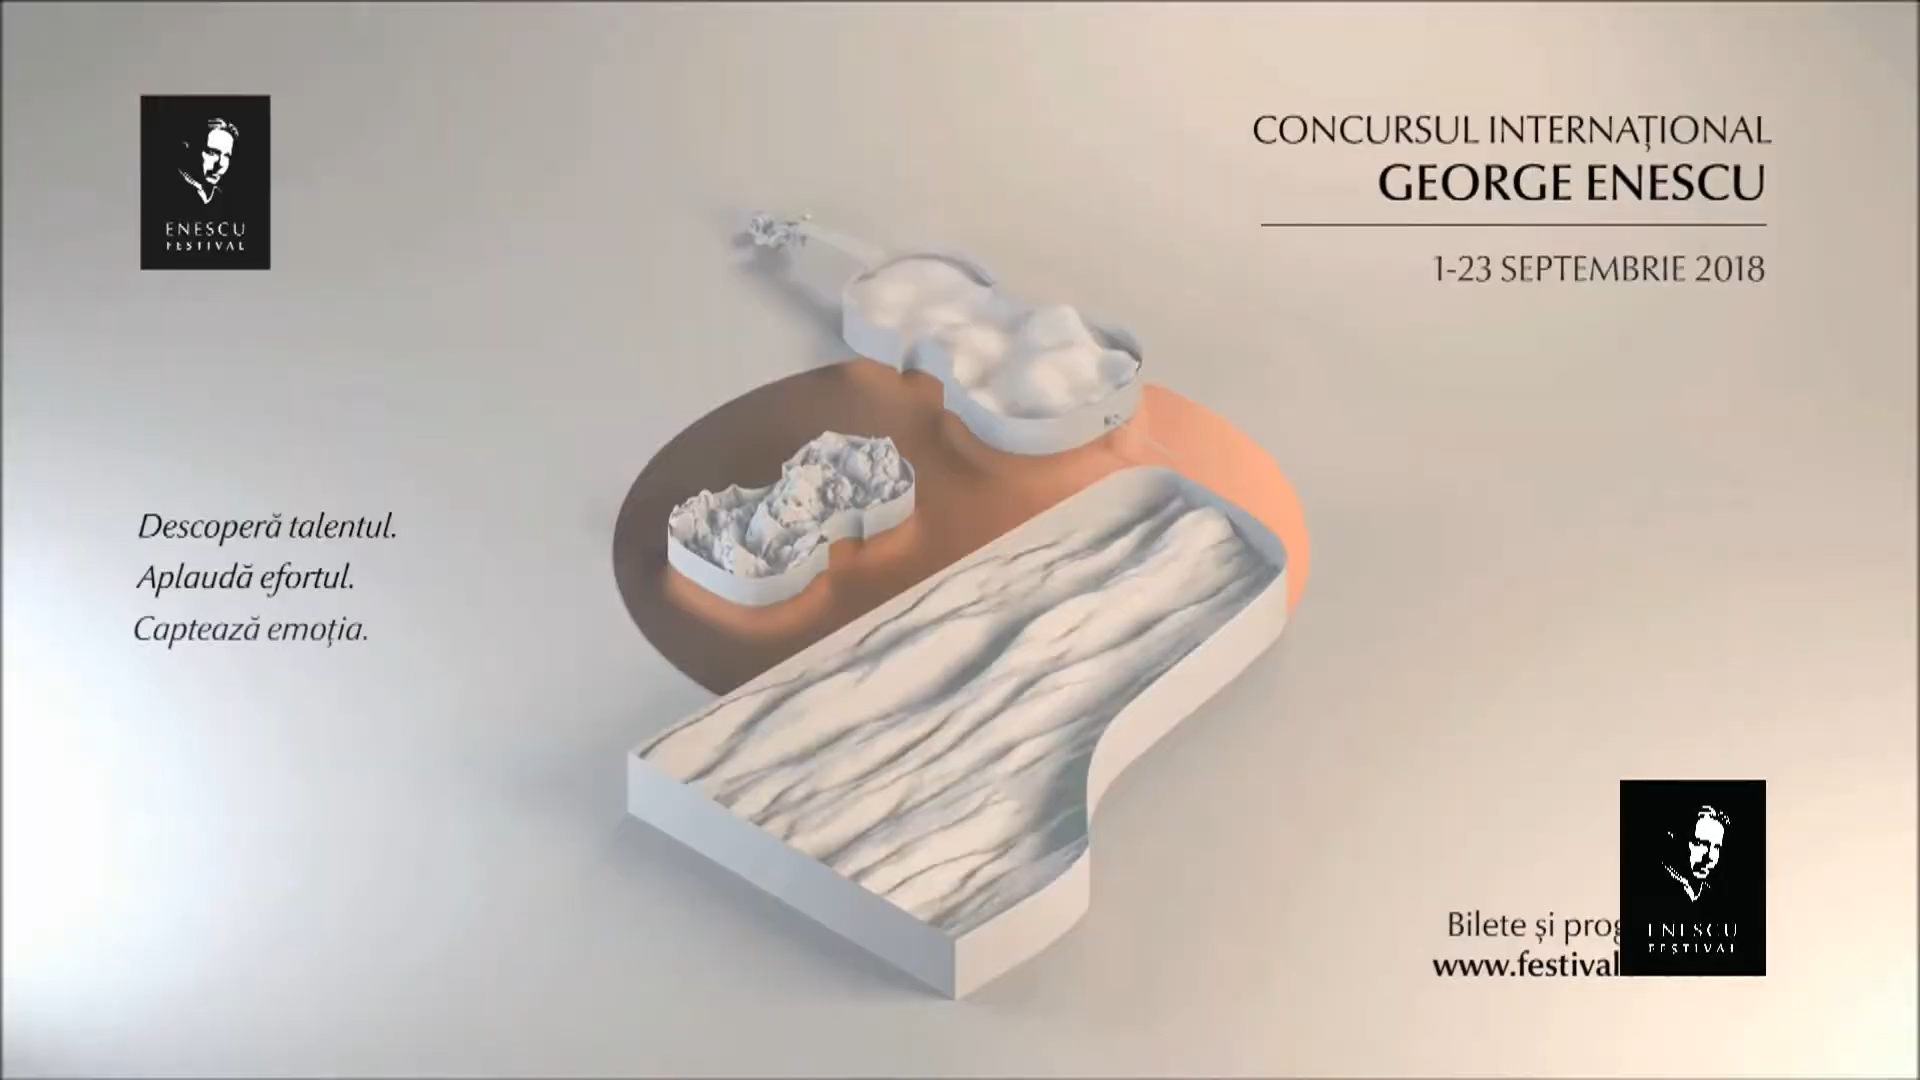 ENESCU
FESTIVAL
CONCURSUL INTERNAȚIONAL
GEORGE ENESCU
1-23 SEPTEMBRIE 2018
Descoperă talentul.
Aplaudă efortul.
Captează emoția.
Bilete și prog
www.festival
ENESCU
FESTIVAL